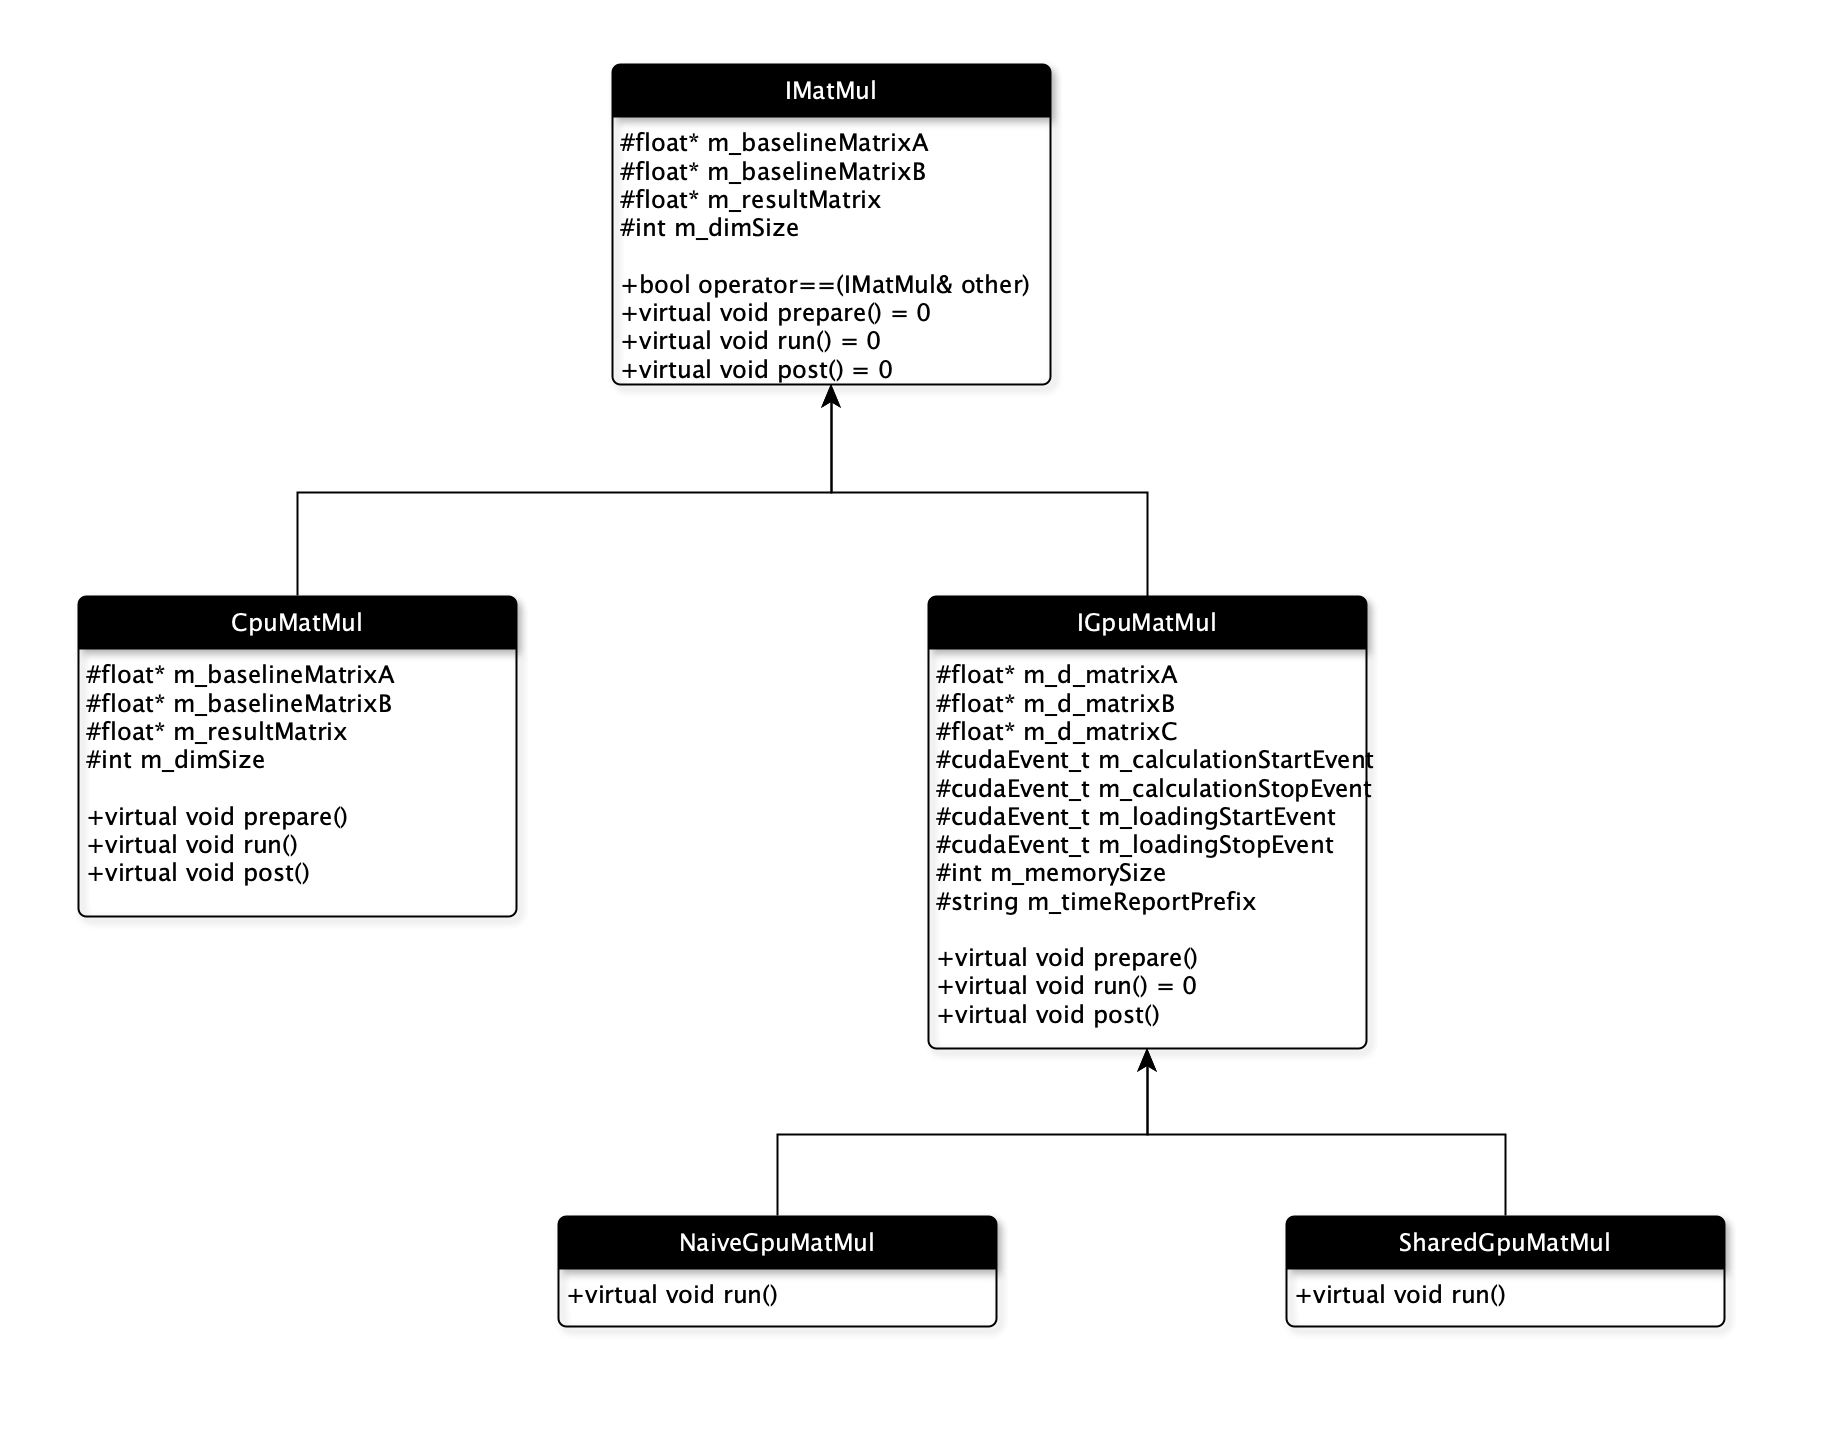 IMatMul
#float* m_baselineMatrixA
#float* m_baselineMatrixB
#float* m_resultMatrix
#int m_dimSize
+bool operator==(IMatMul& other)
+virtual void prepare() = 0
+virtual void run() = 0
+virtual void post() = 0
CpuMatMul
#float* m_baselineMatrixA
#float* m_baselineMatrixB
#float* m_resultMatrix
#int m_dimSize
+virtual void prepare()
+virtual void run()
+virtual void post()
IGpuMatMul
#float* m_d_matrixA
#float* m_d_matrixB
#float* m_d_matrixC
#cudaEvent_t m_calculationStartEvent
#cudaEvent_t m_calculationStopEvent
#cudaEvent_t m_loadingStartEvent
#cudaEvent_t m_loadingStopEvent
#int m_memorySize
#string m_timeReportPrefix
+virtual void prepare()
+virtual void run() = 0
+virtual void post()
NaiveGpuMatMul
+virtual void run()
SharedGpuMatMul
+virtual void run()